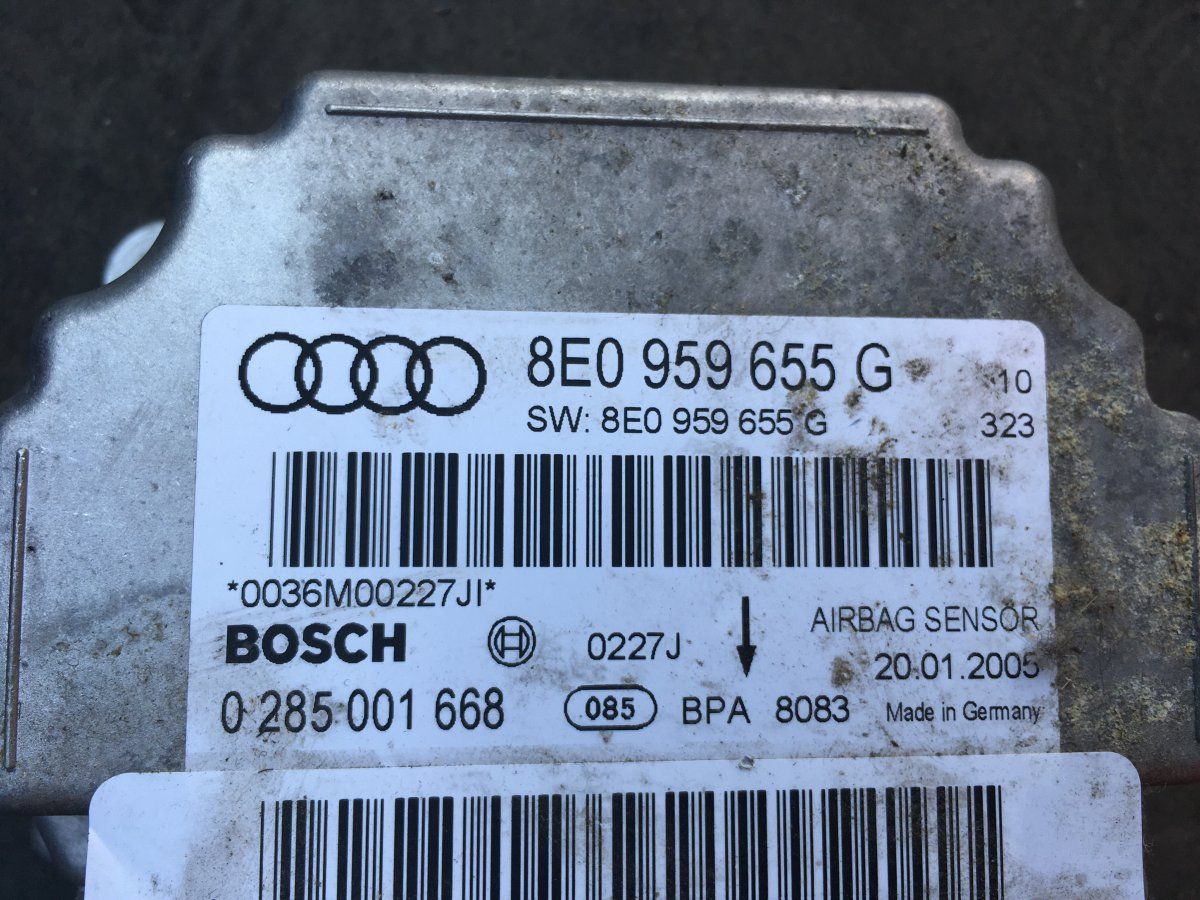 8E0 959 655 G
10
SW: 8E0 959 655 G
323
*0036M00227JI*
BOSCH
0227J
AIRBAG SENSOR
20.01.2005
0 285 001 668
085
BPA 8083
Made in Germany